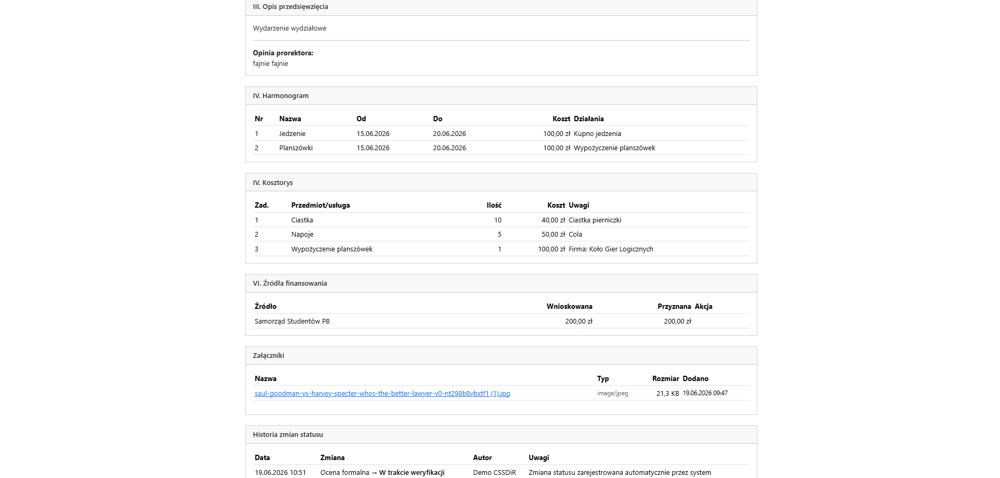 III. Opis przedsięwzięcia
Wydarzenie wydziałowe
Opinia prorektora:
fajnie fajnie
IV. Harmonogram
Nr Nazwa Od Do Koszt Działania
1 Jedzenie 15.06.2026 20.06.2026 100,00 zł Kupno jedzenia
2 Planszówki 15.06.2026 20.06.2026 100,00 zł Wypożyczenie planszówek
IV. Kosztorys
Zad. Przedmiot/usługa Ilość Koszt Uwagi
1 Ciastka 10 40,00 zł Ciastka pierniczki
2 Napoje 5 50,00 zł Cola
3 Wypożyczenie planszówek 1 100,00 zł Firma: Koło Gier Logicznych
VI. Źródła finansowania
Źródło Wnioskowana Przyznana Akcja
Samorząd Studentów PB 200,00 zł 200,00 zł
Załączniki
Nazwa Typ Rozmiar Dodano
saul-goodman-vs-harvey-specter-whos-the-better-lawyer-v0-nt298b8ybxtf1 (1).jpg image/jpeg 21,3 KB 19.06.2026 09:47
Historia zmian statusu
Data Zmiana Autor Uwagi
19.06.2026 10:51 Ocena formalna → W trakcie weryfikacji Demo CSSDiR Zmiana statusu zarejestrowana automatycznie przez system